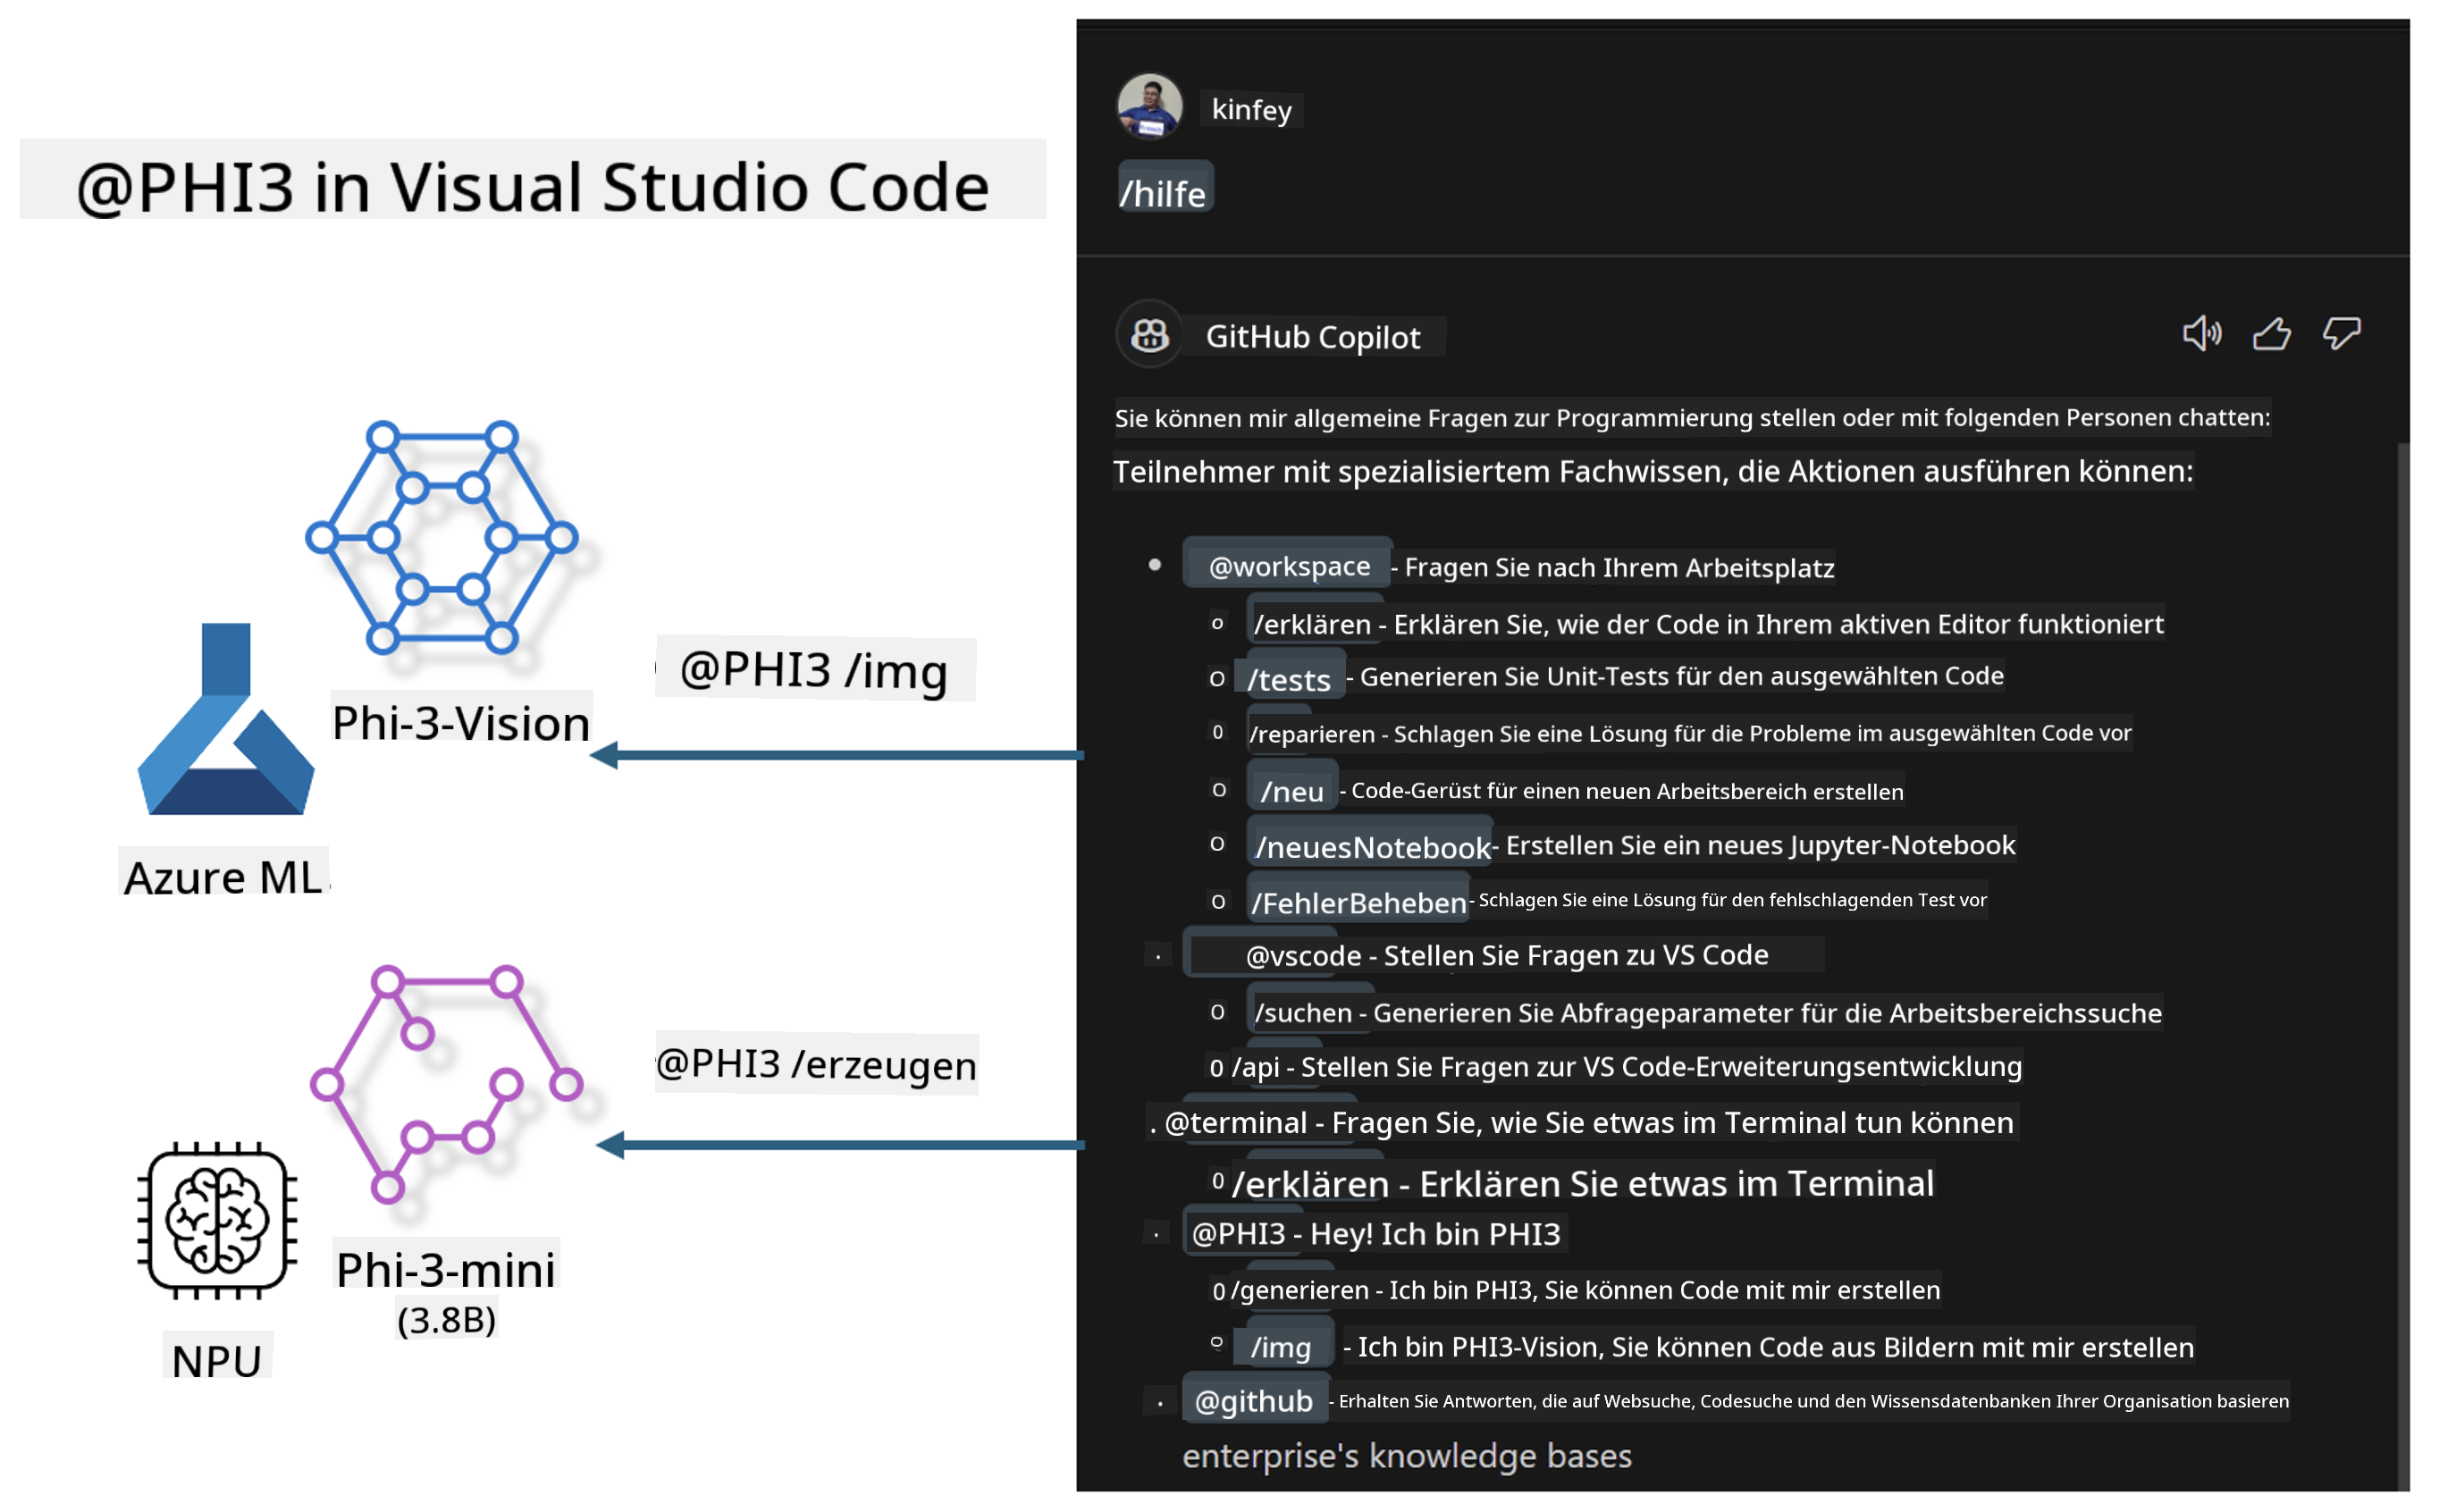 @PHI3 in Visual Studio Code
Phi-3-Vision
@PHI3 /img
Azure ML
@PHI3 /erzeugen
Phi-3-mini
(3.8B)
NPU
kinfey
/hilfe
GitHub Copilot
Sie können mir allgemeine Fragen zur Programmierung stellen oder mit folgenden Personen chatten:
Teilnehmer mit spezialisiertem Fachwissen, die Aktionen ausführen können:
@workspace - Fragen Sie nach Ihrem Arbeitsplatz
o /erklären - Erklären Sie, wie der Code in Ihrem aktiven Editor funktioniert
O /tests - Generieren Sie Unit-Tests für den ausgewählten Code
0 /reparieren - Schlagen Sie eine Lösung für die Probleme im ausgewählten Code vor
O /neu - Code-Gerüst für einen neuen Arbeitsbereich erstellen
O /neuesNotebook - Erstellen Sie ein neues Jupyter-Notebook
O /FehlerBeheben - Schlagen Sie eine Lösung für den fehlschlagenden Test vor
. @vscode - Stellen Sie Fragen zu VS Code
O /suchen - Generieren Sie Abfrageparameter für die Arbeitsbereichssuche
0 /api - Stellen Sie Fragen zur VS Code-Erweiterungsentwicklung
. @terminal - Fragen Sie, wie Sie etwas im Terminal tun können
0 /erklären - Erklären Sie etwas im Terminal
. @PHI3 - Hey! Ich bin PHI3
0 /generieren - Ich bin PHI3, Sie können Code mit mir erstellen
O /img - Ich bin PHI3-Vision, Sie können Code aus Bildern mit mir erstellen
. @github - Erhalten Sie Antworten, die auf Websuche, Codesuche und den Wissensdatenbanken Ihrer Organisation basieren
enterprise's knowledge bases